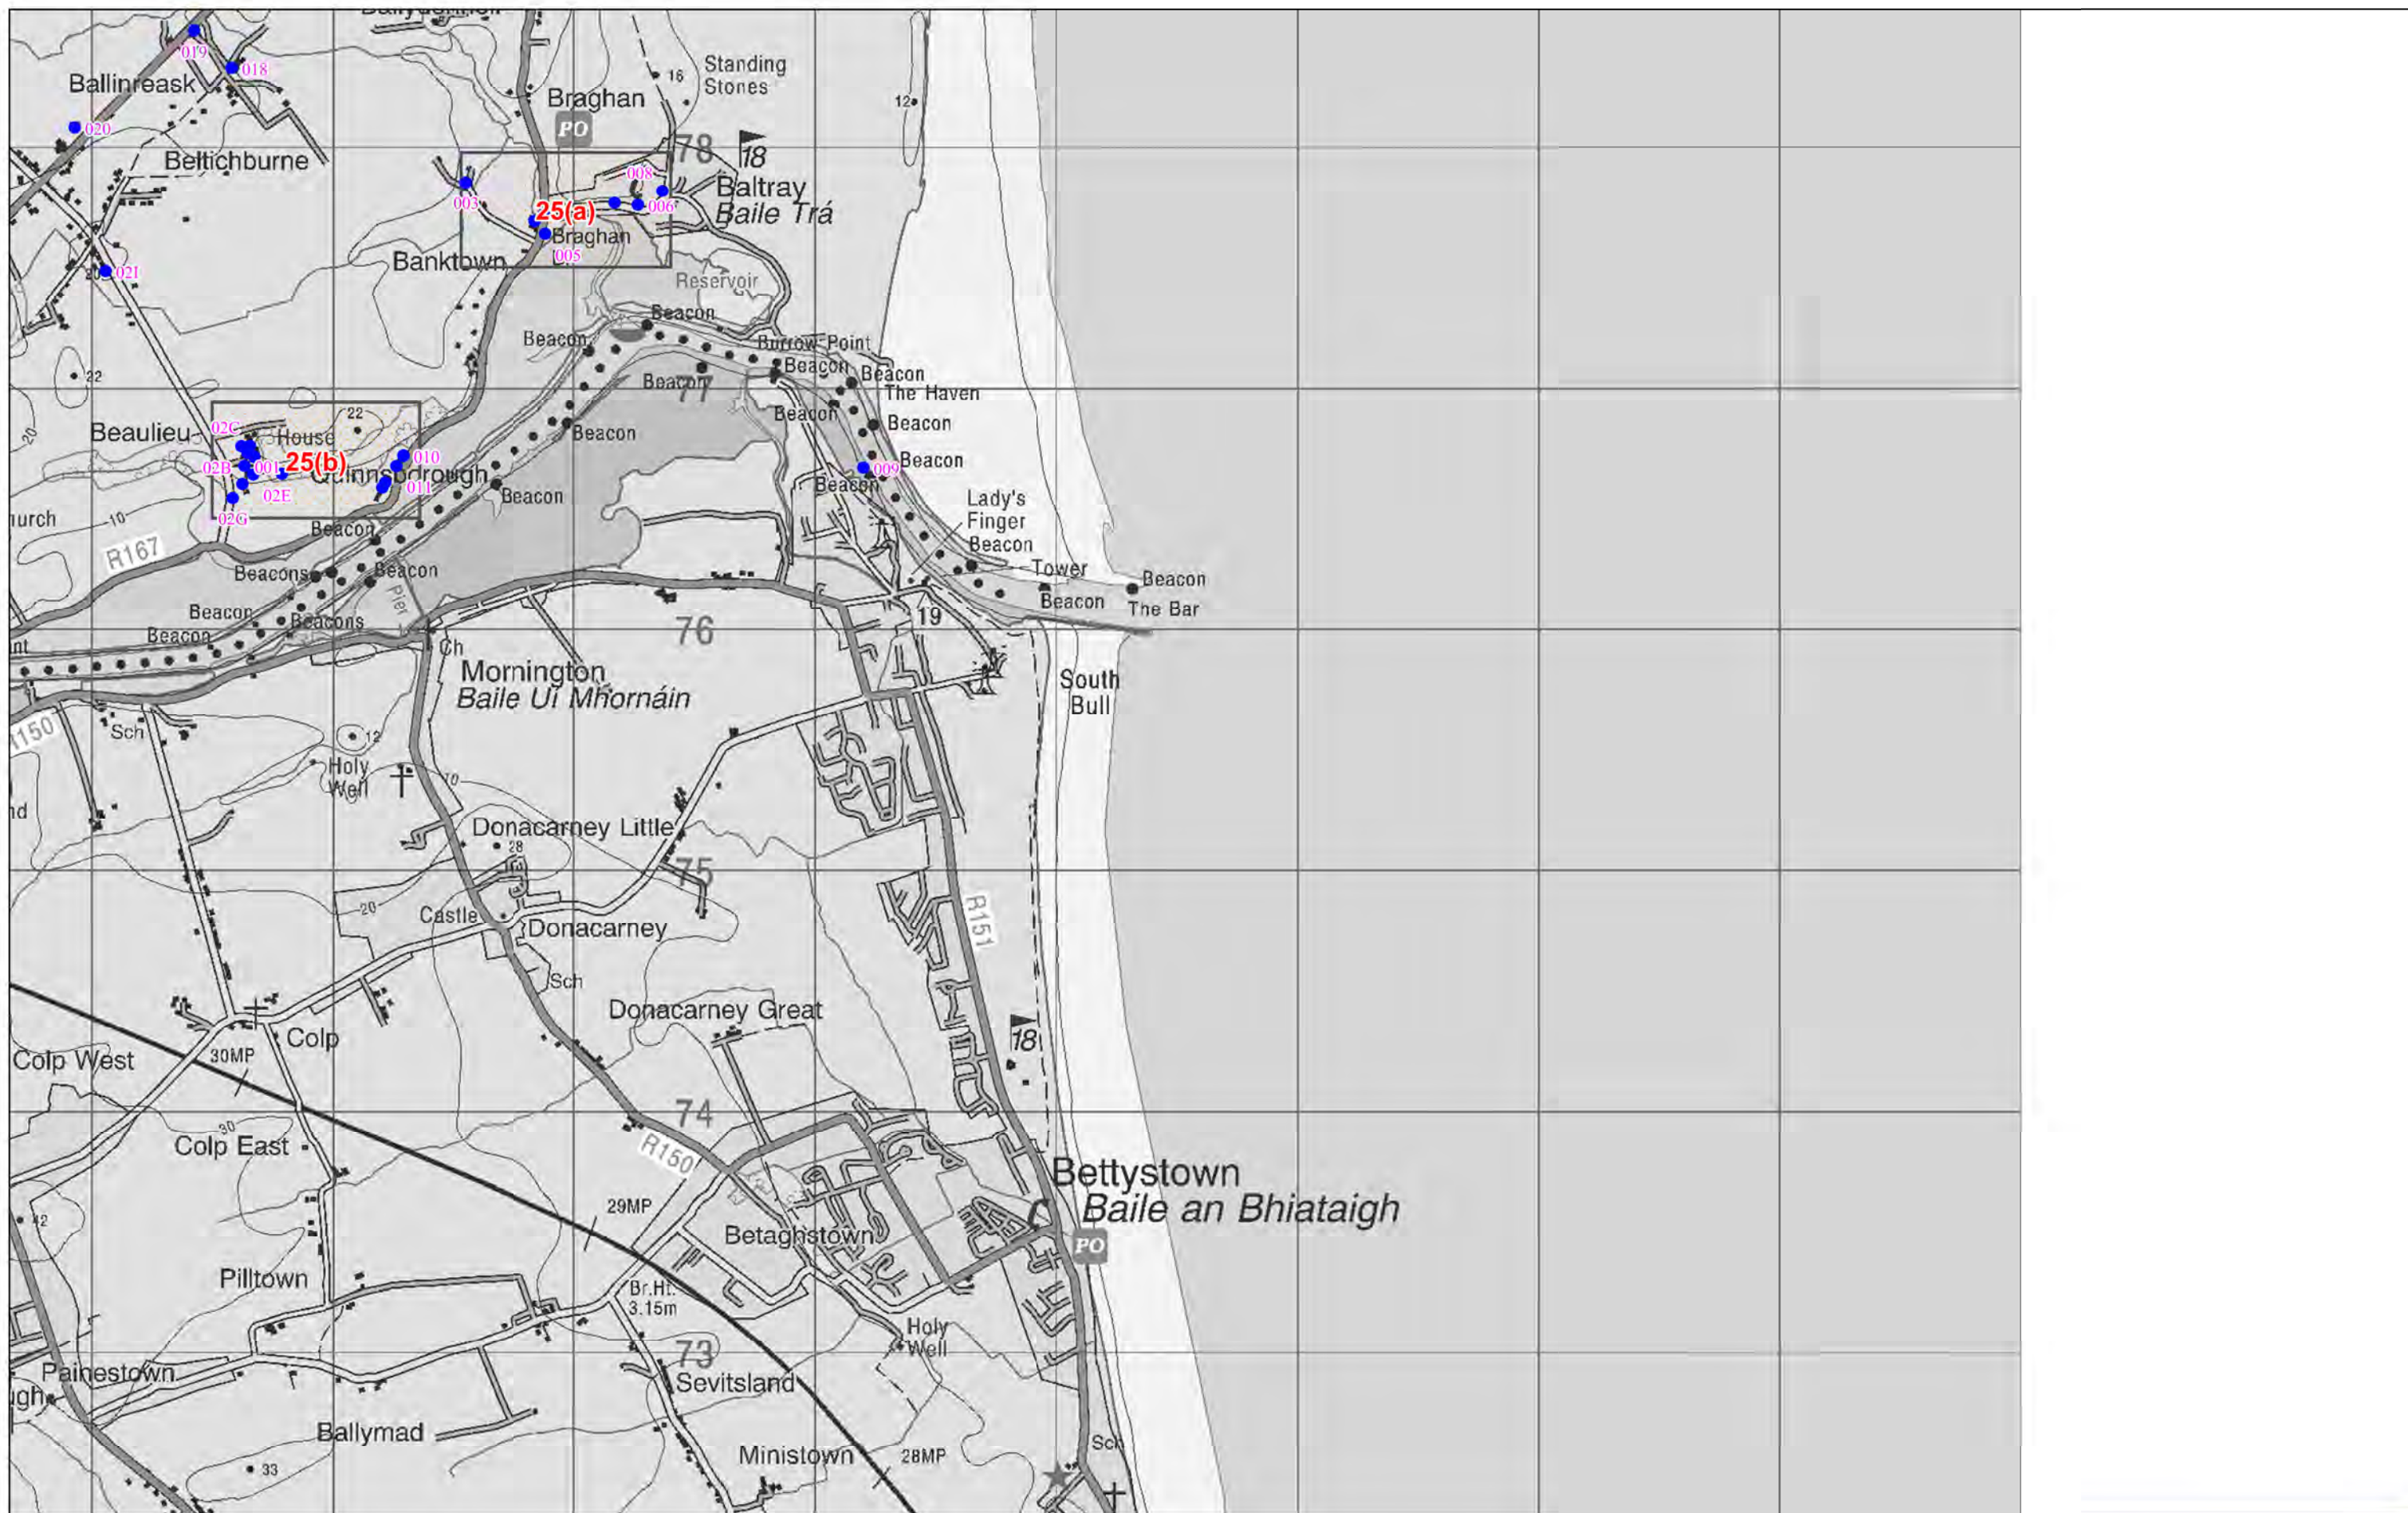 019
018
Ballinreask
020
Beltichburne
021
16
Standing
Stones
Braghan
PO
12
78
18
008
Baltray
Baile Trá
003
006
25(a)
Braghan
005
Banktown
Reservoir
Beacon
Beacon
Burrow Point
Beacon
Beacon
Beacon
The Haven
77
22
20
Beacon
Beacon
Beacon
22
02C
Beaulieu
House
02B
001
25(b)
010
Quinnsborough
011
02E
02G
009
Beacon
Beacon
Beacon
Lady's
Finger
Beacon
10
Beacon
R167
Beacons
Beacon
Tower
Beacon
Beacon
The Bar
Pier
Beacon
Beacons
Beacon
19
76
Ch
Mornington
Baile Uí Mhornáin
South
Bull
Sch
12
Holy
Well
10
Donacarney Little
28
75
20
Castle
Donacarney
R151
Sch
Donacarney Great
18
Colp
Colp West
30MP
74
30
Colp East
R150
Bettystown
Baile an Bhiataigh
PO
42
29MP
Betaghstown
Pilltown
Br.Ht.
3.15m
Holy
Well
73
Painestown
Sevitsland
Ballymad
Ministown
28MP
Sch
33